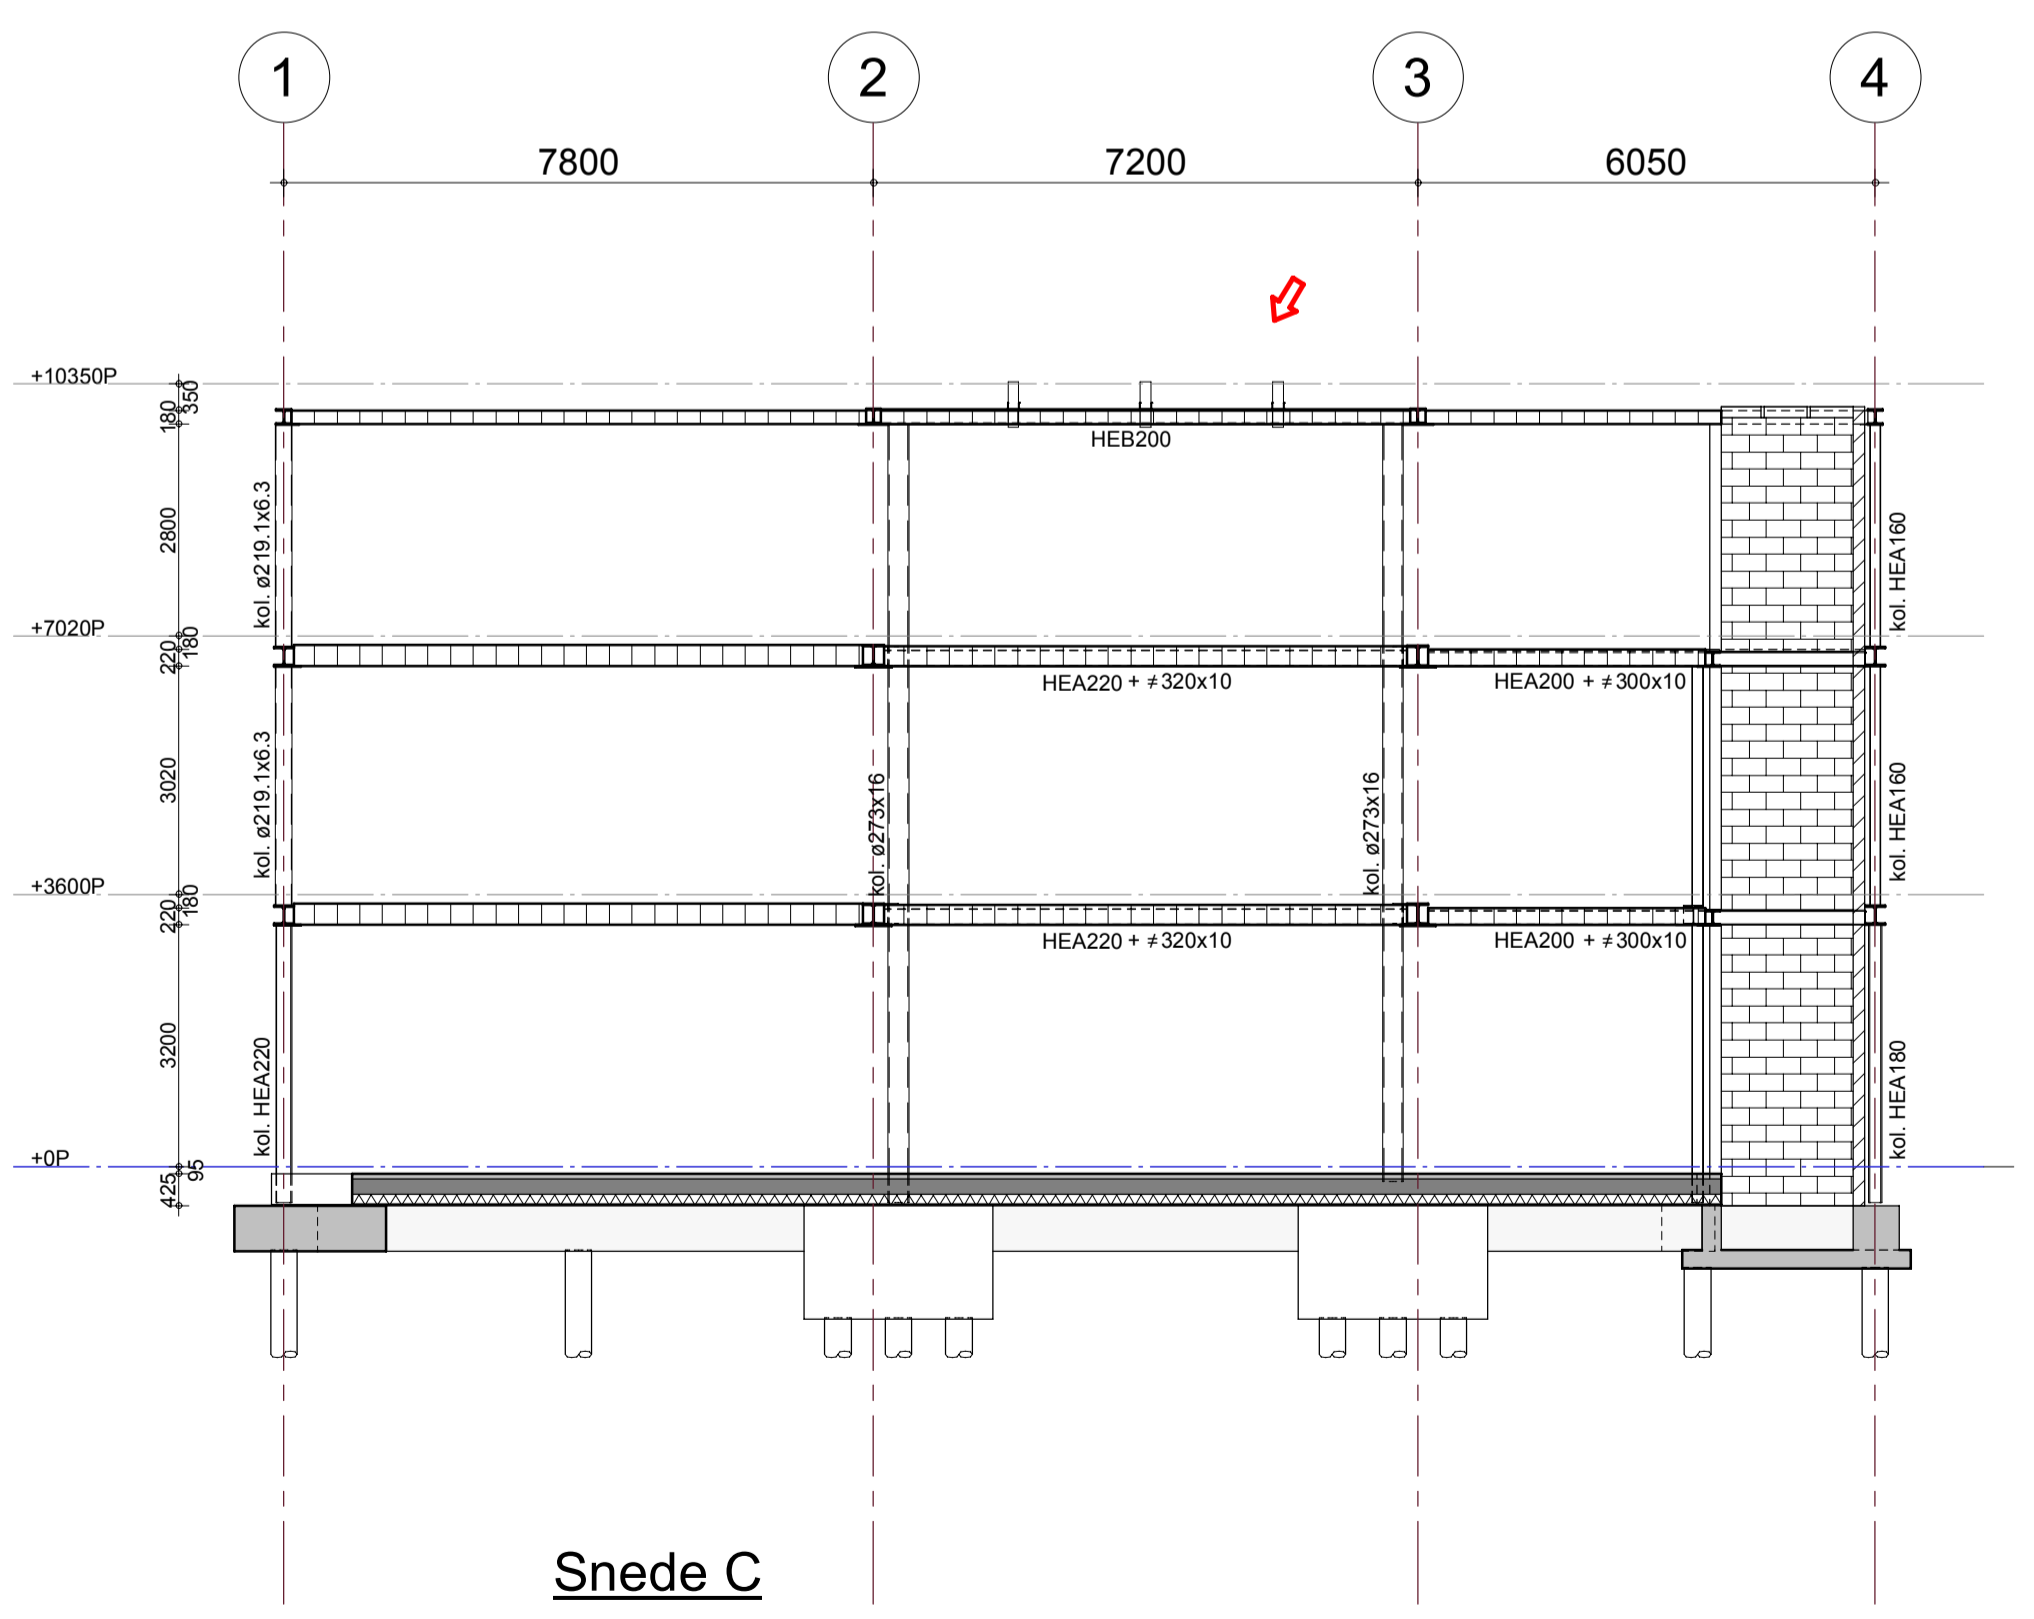 1 2 3 4
7800 7200 6050
+10350P
350
180
HEB200
2800
kol. ø219.1x6.3
kol. HEA160
+7020P
180
220
HEA220 + ≠320x10
HEA200 + ≠300x10
3020
kol. ø219.1x6.3
kol. ø273x16
kol. ø273x16
kol. HEA160
+3600P
180
220
HEA220 + ≠320x10
HEA200 + ≠300x10
3200
kol. HEA220
kol. HEA180
+0P
95
425
Snede C